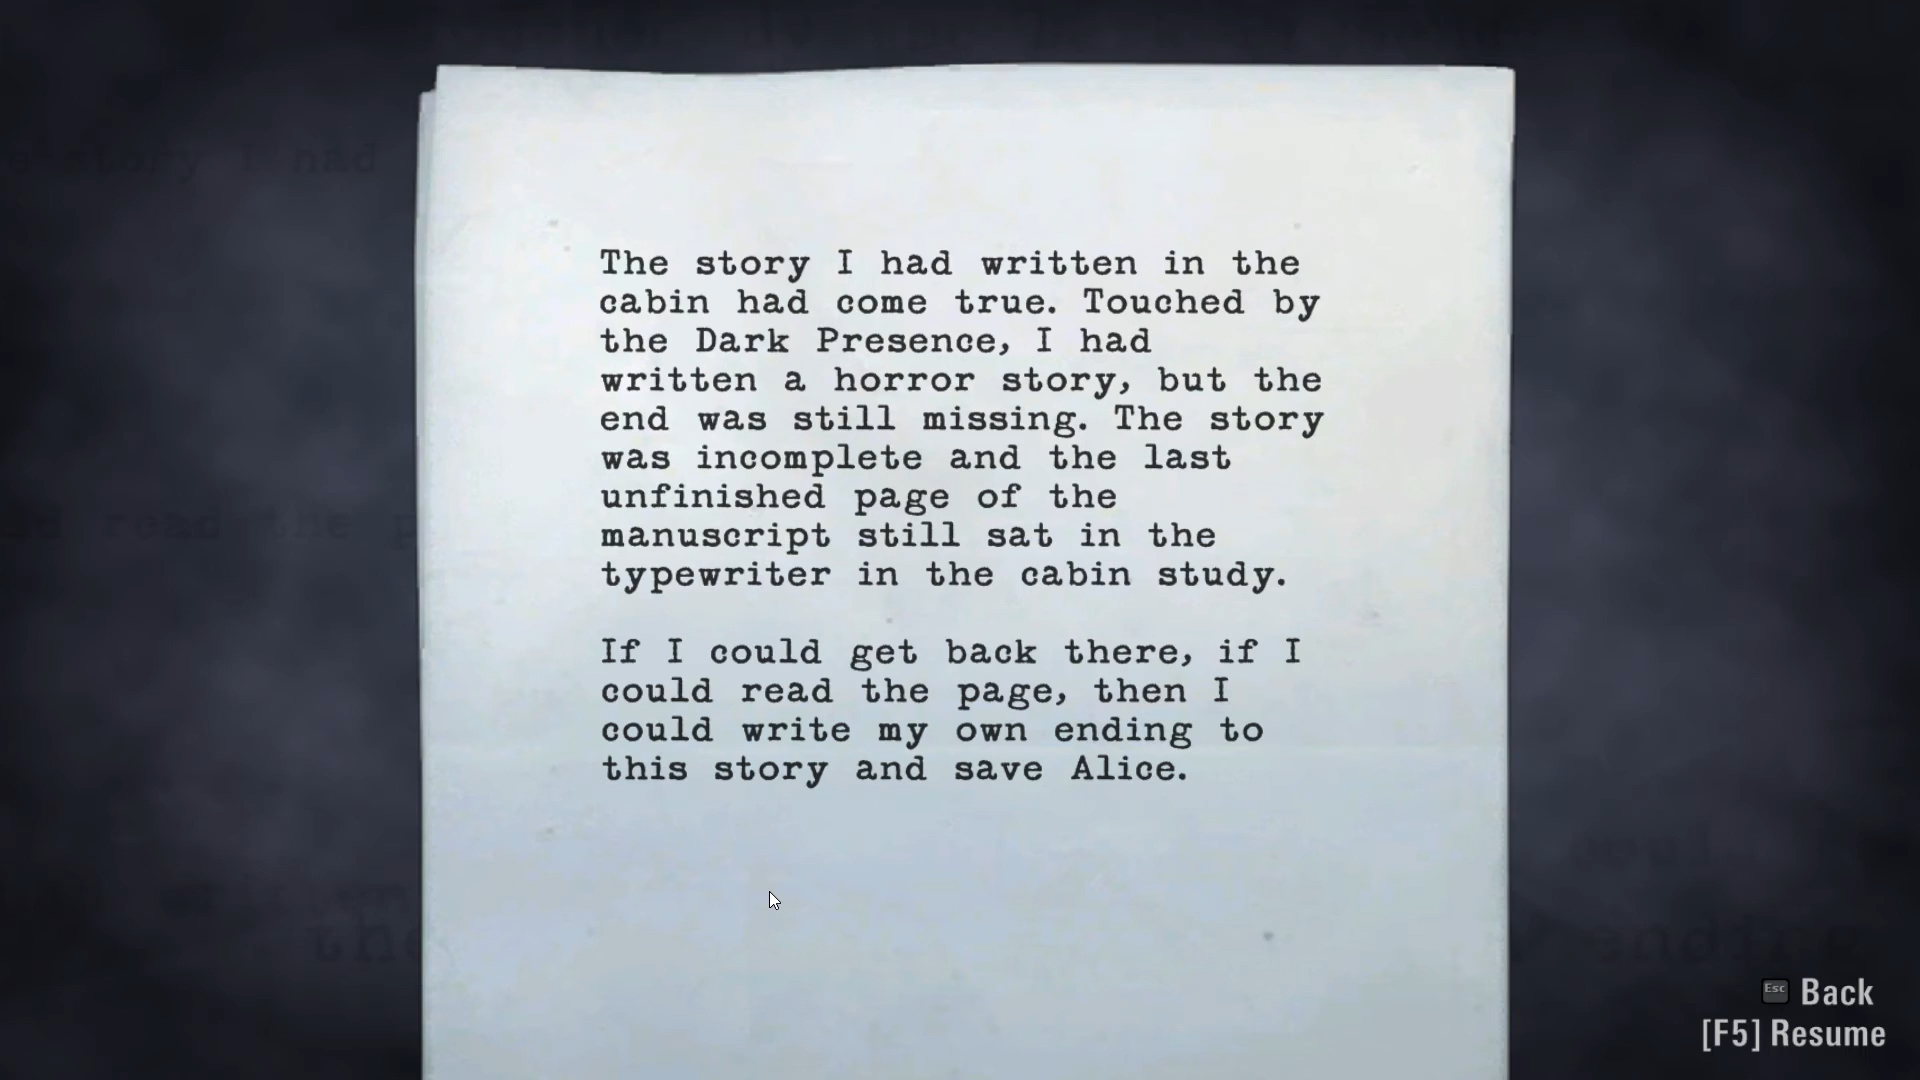 The story I had written in the
cabin had come true. Touched by
the Dark Presence, I had
written a horror story, but the
end was still missing. The story
was incomplete and the last
unfinished page of the
manuscript still sat in the
typewriter in the cabin study.
If I could get back there, if I
could read the page, then I
could write my own ending to
this story and save Alice.
Esc Back
[F5] Resume